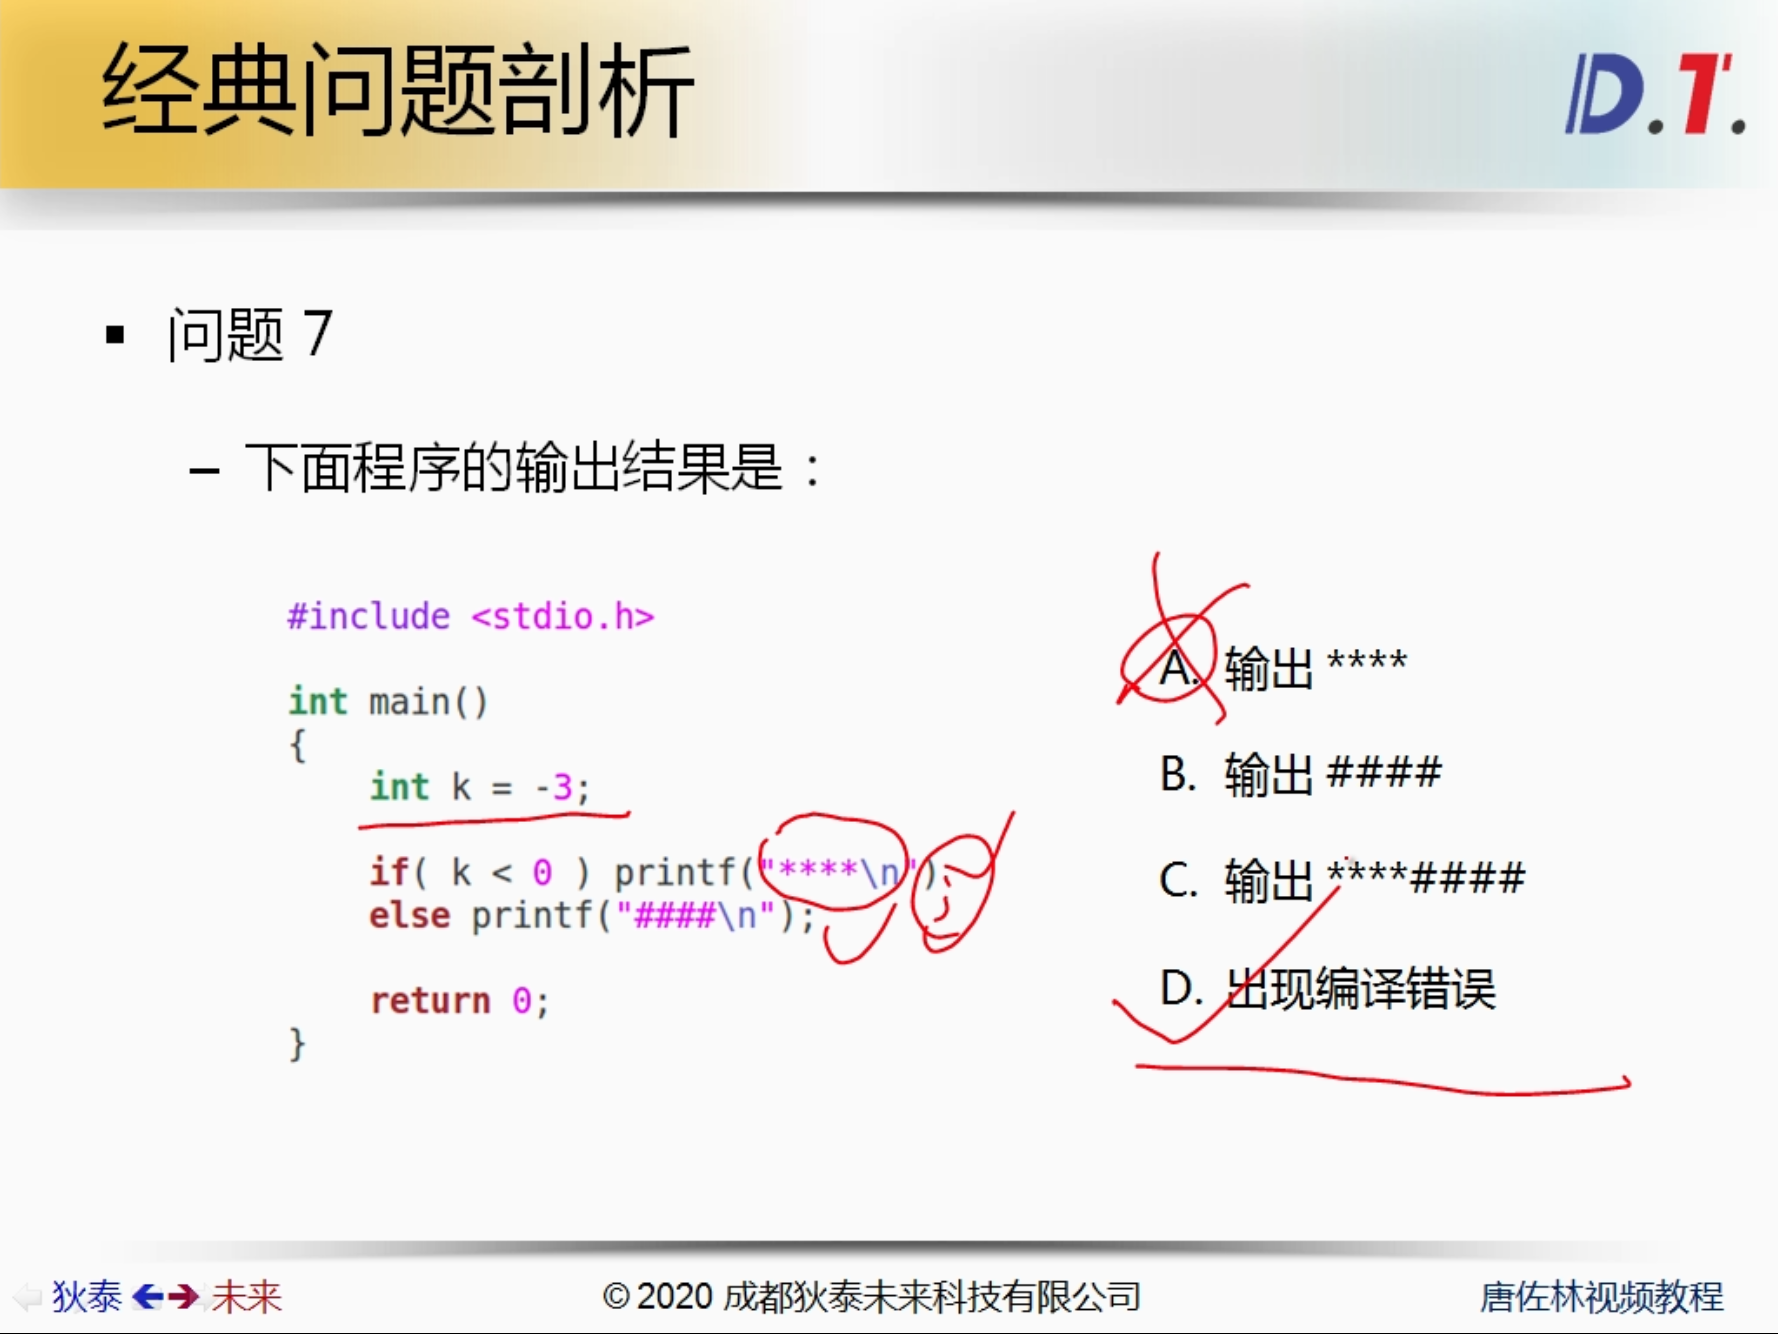 经典问题剖析
D.T.
▪ 问题 7
– 下面程序的输出结果是：
#include <stdio.h>
int main()
{
int k = -3;
if( k < 0 ) printf("****\n")
else printf("####\n");
return 0;
}
A. 输出 ****
B. 输出 ####
C. 输出 ****####
D. 出现编译错误
狄泰 未来
© 2020 成都狄泰未来科技有限公司
唐佐林视频教程